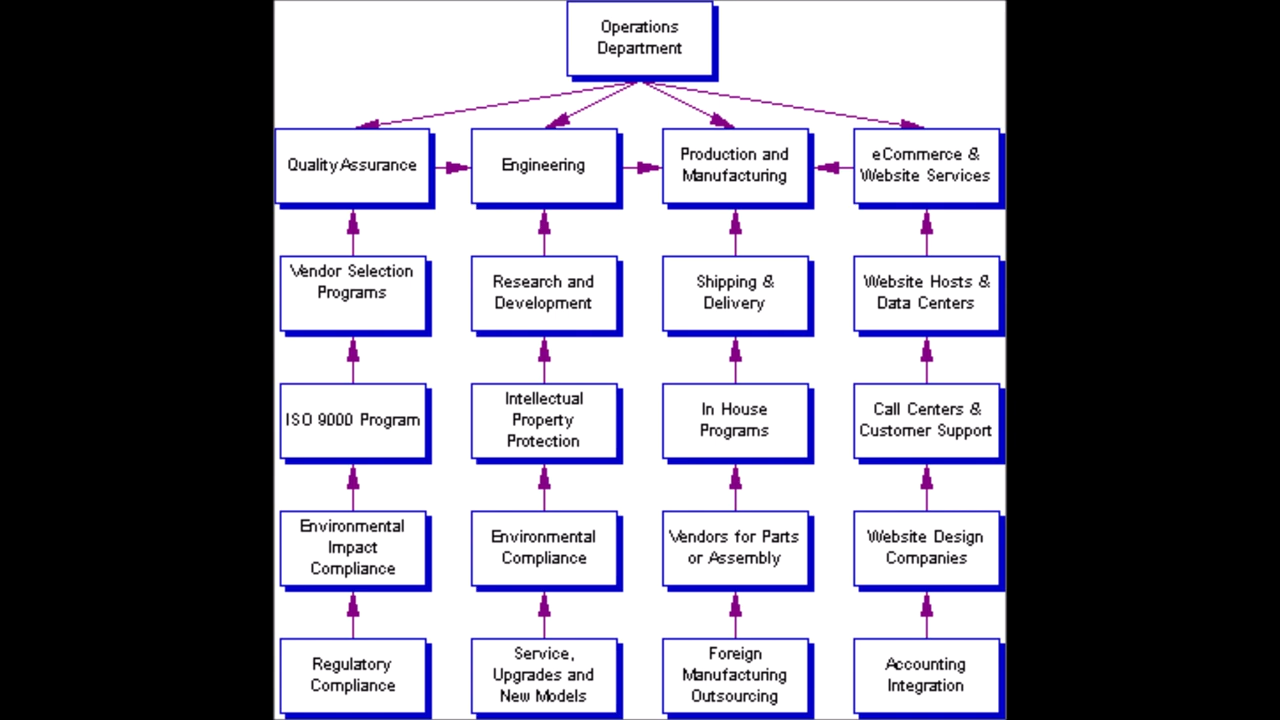 Operations
Department
Quality Assurance
Engineering
Production and
Manufacturing
eCommerce &
Website Services
Vendor Selection
Programs
Research and
Development
Shipping &
Delivery
Website Hosts &
Data Centers
ISO 9000 Program
Intellectual
Property
Protection
In House
Programs
Call Centers &
Customer Support
Environmental
Impact
Compliance
Environmental
Compliance
Vendors for Parts
or Assembly
Website Design
Companies
Regulatory
Compliance
Service,
Upgrades and
New Models
Foreign
Manufacturing
Outsourcing
Accounting
Integration